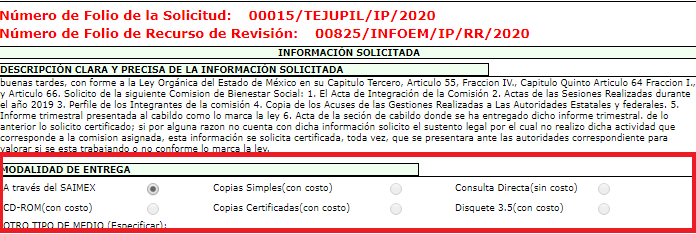 Número de Folio de la Solicitud: 00015/TEJUPIL/IP/2020
Número de Folio de Recurso de Revisión: 00825/INFOEM/IP/RR/2020
INFORMACIÓN SOLICITADA
DESCRIPCIÓN CLARA Y PRECISA DE LA INFORMACIÓN SOLICITADA
buenas tardes, con forme a la Ley Orgánica del Estado de México en su Capitulo Tercero, Articulo 55, Fraccion IV., Capitulo Quinto Articulo 64 Fraccion I.,
y Articulo 66. Solicito de la siguiente Comision de Bienestar Social: 1. El Acta de Integración de la Comisión 2. Actas de las Sesiones Realizadas durante
el año 2019 3. Perfile de los Integrantes de la comisión 4. Copia de los Acuses de las Gestiones Realizadas a Las Autoridades Estatales y federales. 5.
Informe trimestral presentado al cabildo como lo marca la ley 6. Acta de la seción de cabildo donde se ha entregado dicho informe trimestral. de lo
anterior lo solicito certificado; si por alguna razon no cuenta con dicha información solicito el sustento legal por el cual no realizo dicha actividad que
corresponde a la comision asignada, esta información se solicita certificada, toda vez, que se presentara ante las autoridades correspondiente para
valorar si se esta trabajando o no conforme lo marca la ley.
MODALIDAD DE ENTREGA
A través del SAIMEX Copias Simples(con costo) Consulta Directa(sin costo)
CD-ROM(con costo) Copias Certificadas(con costo) Disquete 3.5(con costo)
OTRO TIPO DE MEDIO (Especificar):